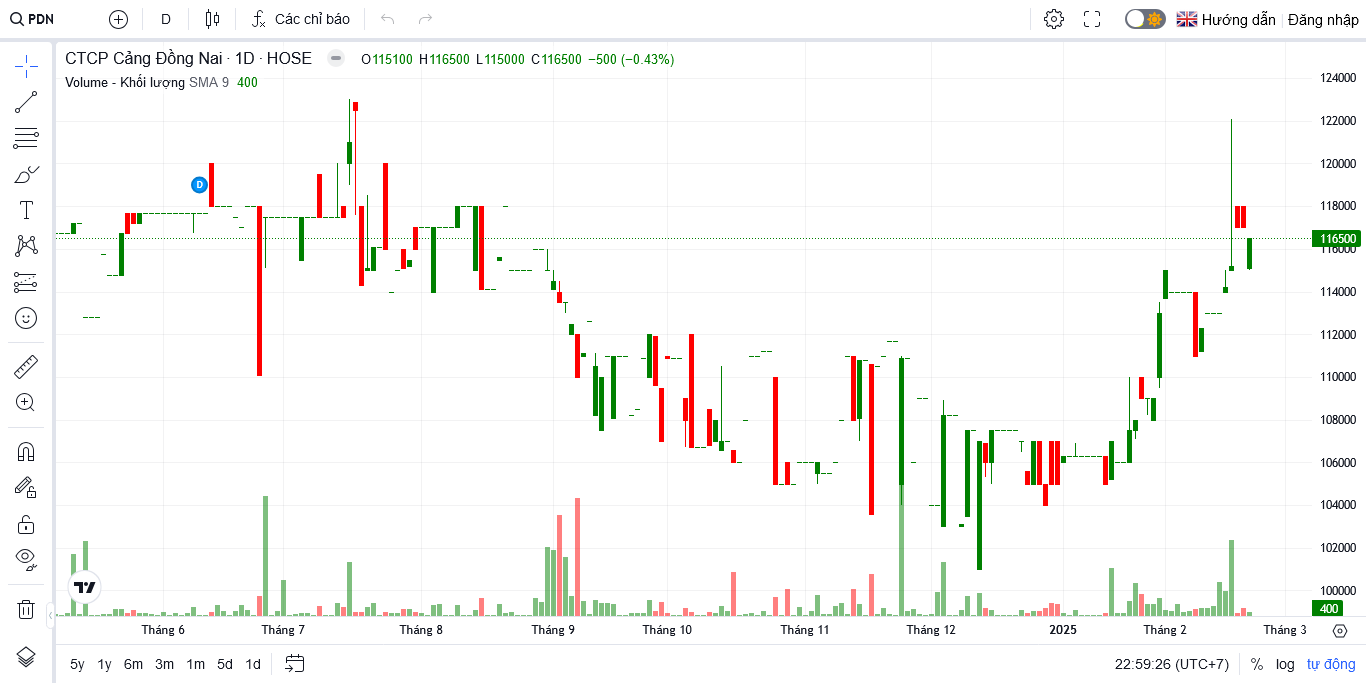 PDN D Các chỉ báo Hướng dẫn Đăng nhập
CTCP Cảng Đồng Nai · 1D · HOSE O115100 H116500 L115000 C116500 −500 (−0.43%)
Volume - Khối lượng SMA 9 400
D
124000
122000
120000
118000
116500
116000
114000
112000
110000
108000
106000
104000
102000
100000
400
Tháng 6 Tháng 7 Tháng 8 Tháng 9 Tháng 10 Tháng 11 Tháng 12 2025 Tháng 2 Tháng 3
5y 1y 6m 3m 1m 5d 1d 22:59:26 (UTC+7) % log tự động